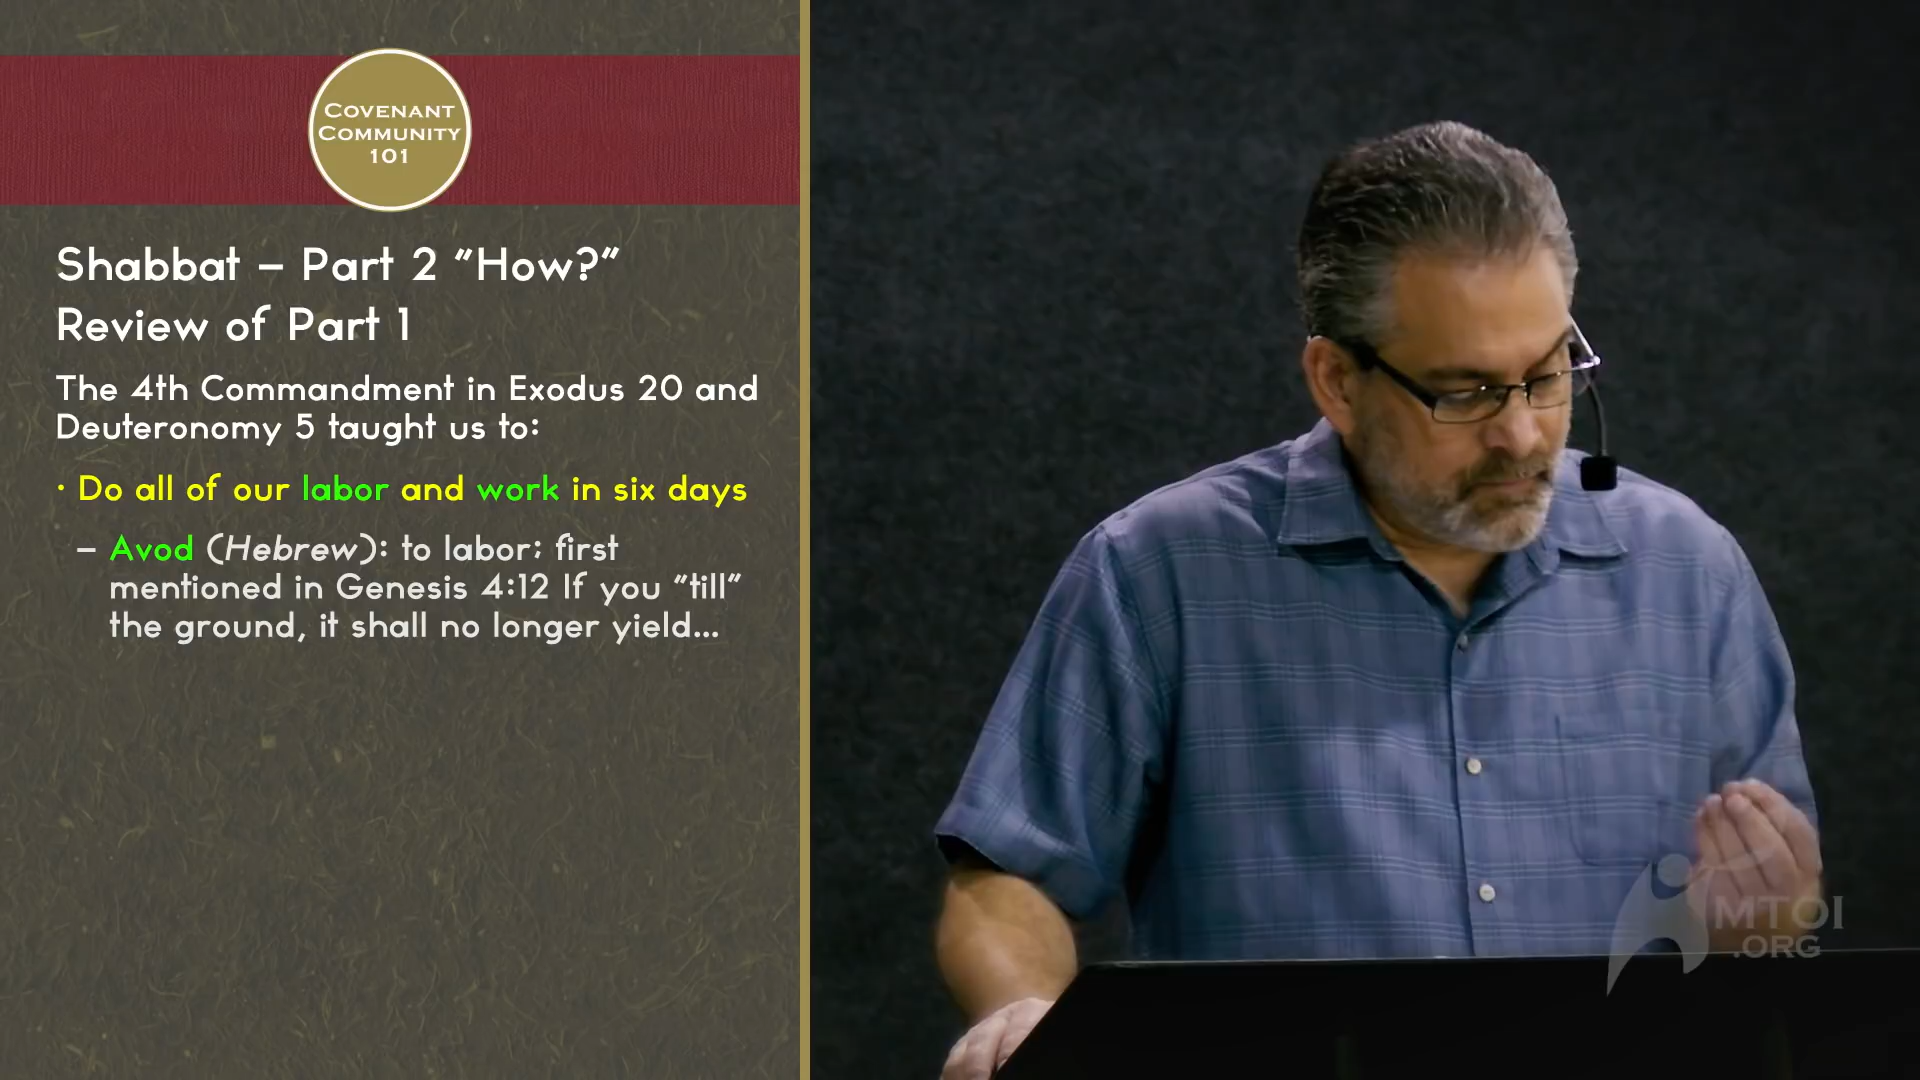 COVENANT
COMMUNITY
101
Shabbat – Part 2 “How?”
Review of Part 1
The 4th Commandment in Exodus 20 and
Deuteronomy 5 taught us to:
· Do all of our labor and work in six days
– Avod (Hebrew): to labor; first
mentioned in Genesis 4:12 If you “till”
the ground, it shall no longer yield...
MTOI
.ORG